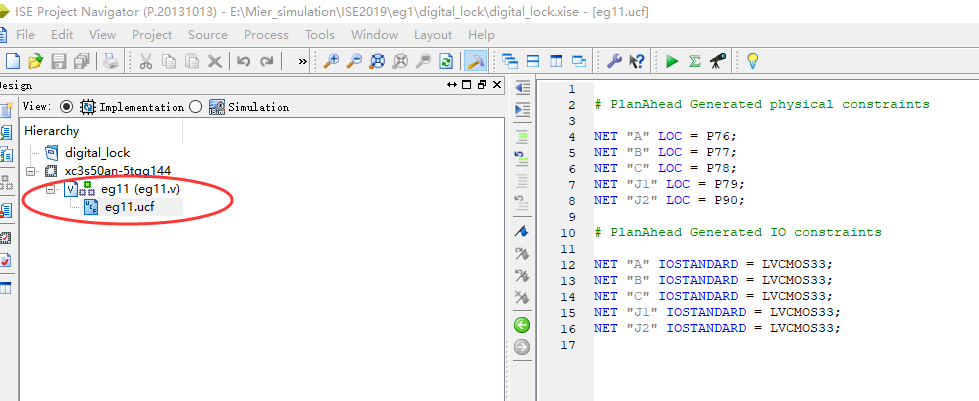 ISE Project Navigator (P.20131013) - E:\Mier_simulation\ISE2019\eg1\digital_lock\digital_lock.xise - [eg11.ucf]
File Edit View Project Source Process Tools Window Layout Help
Design
View: Implementation Simulation
Hierarchy
digital_lock
xc3s50an-5tqg144
eg11 (eg11.v)
eg11.ucf
1
2 # PlanAhead Generated physical constraints
3
4 NET "A" LOC = P76;
5 NET "B" LOC = P77;
6 NET "C" LOC = P78;
7 NET "J1" LOC = P79;
8 NET "J2" LOC = P90;
9
10 # PlanAhead Generated IO constraints
11
12 NET "A" IOSTANDARD = LVCMOS33;
13 NET "B" IOSTANDARD = LVCMOS33;
14 NET "C" IOSTANDARD = LVCMOS33;
15 NET "J1" IOSTANDARD = LVCMOS33;
16 NET "J2" IOSTANDARD = LVCMOS33;
17